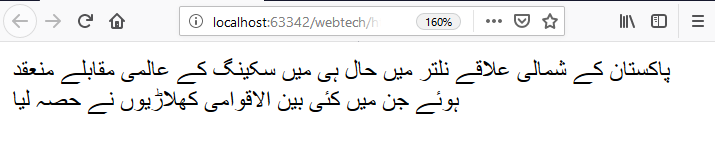 localhost:63342/webtech/h
160%
پاکستان کے شمالی علاقے نلتر میں حال ہی میں سکینگ کے عالمی مقابلے منعقد
ہوئے جن میں کئی بین الاقوامی کھلاڑیوں نے حصہ لیا